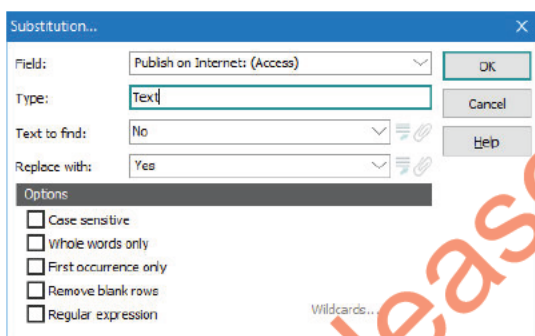 Substitution...
Field: Publish on Internet: (Access) OK
Type: Text Cancel
Text to find: No Help
Replace with: Yes
Options
Case sensitive
Whole words only
First occurrence only
Remove blank rows
Regular expression Wildcards...